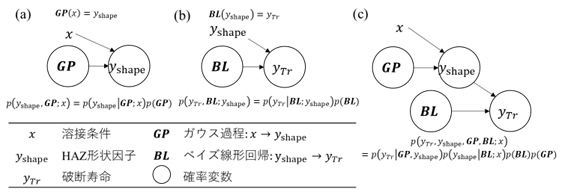 (a)
GP(x) = y_shape
x
GP
y_shape
p(y_shape, GP; x) = p(y_shape|GP; x)p(GP)
(b)
BL(y_shape) = y_Tr
y_shape
BL
y_Tr
p(y_Tr, BL; y_shape) = p(y_Tr|BL; y_shape)p(BL)
(c)
x
GP
y_shape
BL
y_Tr
p(y_Tr, y_shape, GP, BL; x)
= p(y_Tr|GP, y_shape)p(y_shape|BL; x)p(BL)p(GP)
x 溶接条件 GP ガウス過程: x → y_shape
y_shape HAZ形状因子 BL ベイズ線形回帰: y_shape → y_Tr
y_Tr 破断寿命 ○ 確率変数